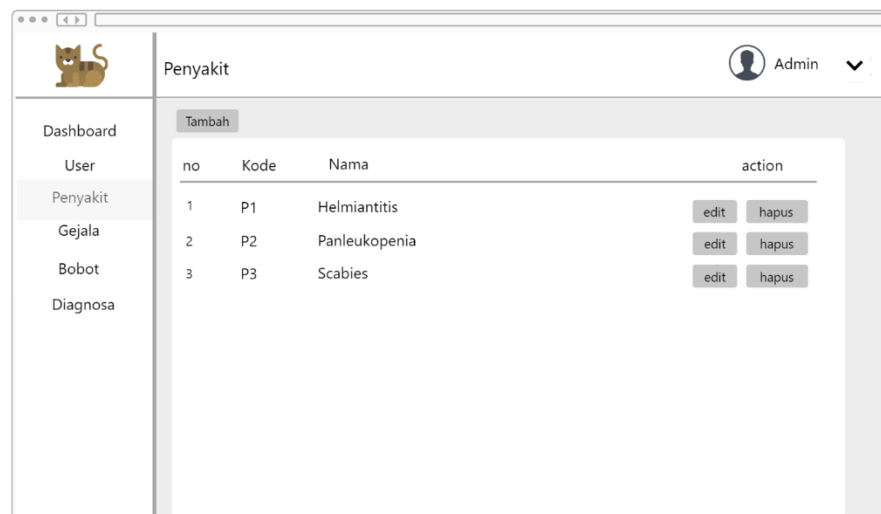 Penyakit
Admin
Dashboard
User
Penyakit
Gejala
Bobot
Diagnosa
Tambah
no Kode Nama action
1 P1 Helmiantitis edit hapus
2 P2 Panleukopenia edit hapus
3 P3 Scabies edit hapus